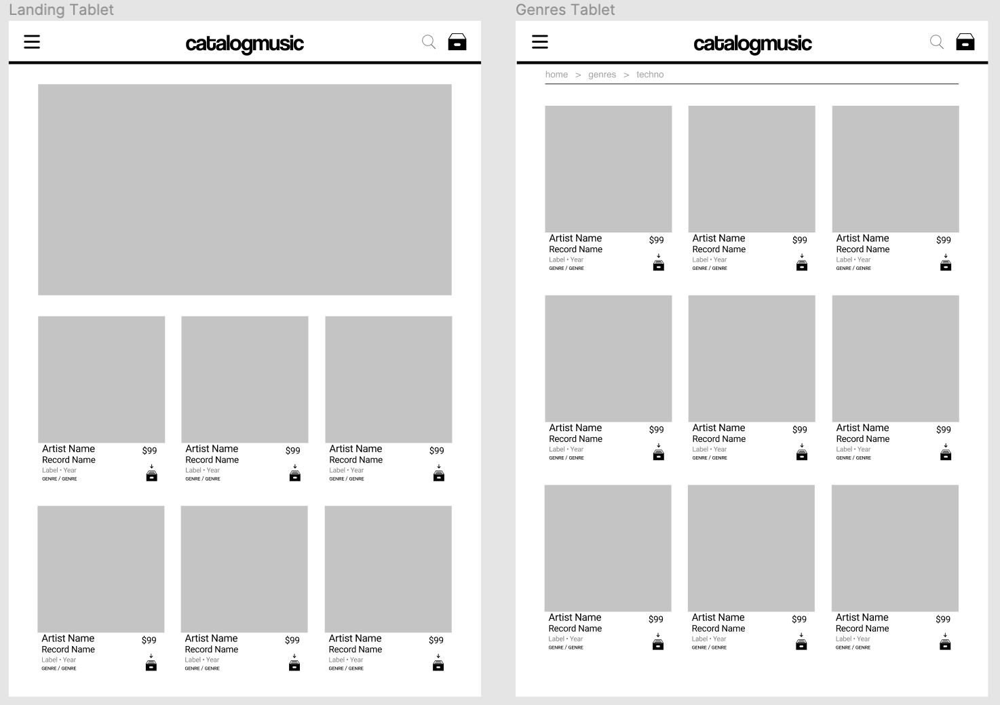 Landing Tablet
catalogmusic
Artist Name $99
Record Name
Label • Year
GENRE / GENRE
Artist Name $99
Record Name
Label • Year
GENRE / GENRE
Artist Name $99
Record Name
Label • Year
GENRE / GENRE
Artist Name $99
Record Name
Label • Year
GENRE / GENRE
Artist Name $99
Record Name
Label • Year
GENRE / GENRE
Artist Name $99
Record Name
Label • Year
GENRE / GENRE
Genres Tablet
catalogmusic
home > genres > techno
Artist Name $99
Record Name
Label • Year
GENRE / GENRE
Artist Name $99
Record Name
Label • Year
GENRE / GENRE
Artist Name $99
Record Name
Label • Year
GENRE / GENRE
Artist Name $99
Record Name
Label • Year
GENRE / GENRE
Artist Name $99
Record Name
Label • Year
GENRE / GENRE
Artist Name $99
Record Name
Label • Year
GENRE / GENRE
Artist Name $99
Record Name
Label • Year
GENRE / GENRE
Artist Name $99
Record Name
Label • Year
GENRE / GENRE
Artist Name $99
Record Name
Label • Year
GENRE / GENRE